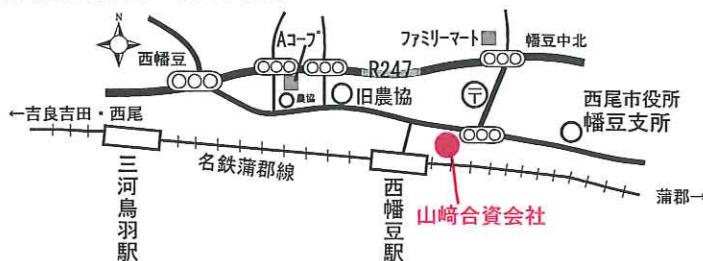 N
Aコープ
ファミリーマート
幡豆中北
西幡豆
R247
農協
旧農協
〒
西尾市役所
幡豆支所
←吉良吉田・西尾
名鉄蒲郡線
三河鳥羽駅
西幡豆駅
山﨑合資会社
蒲郡→